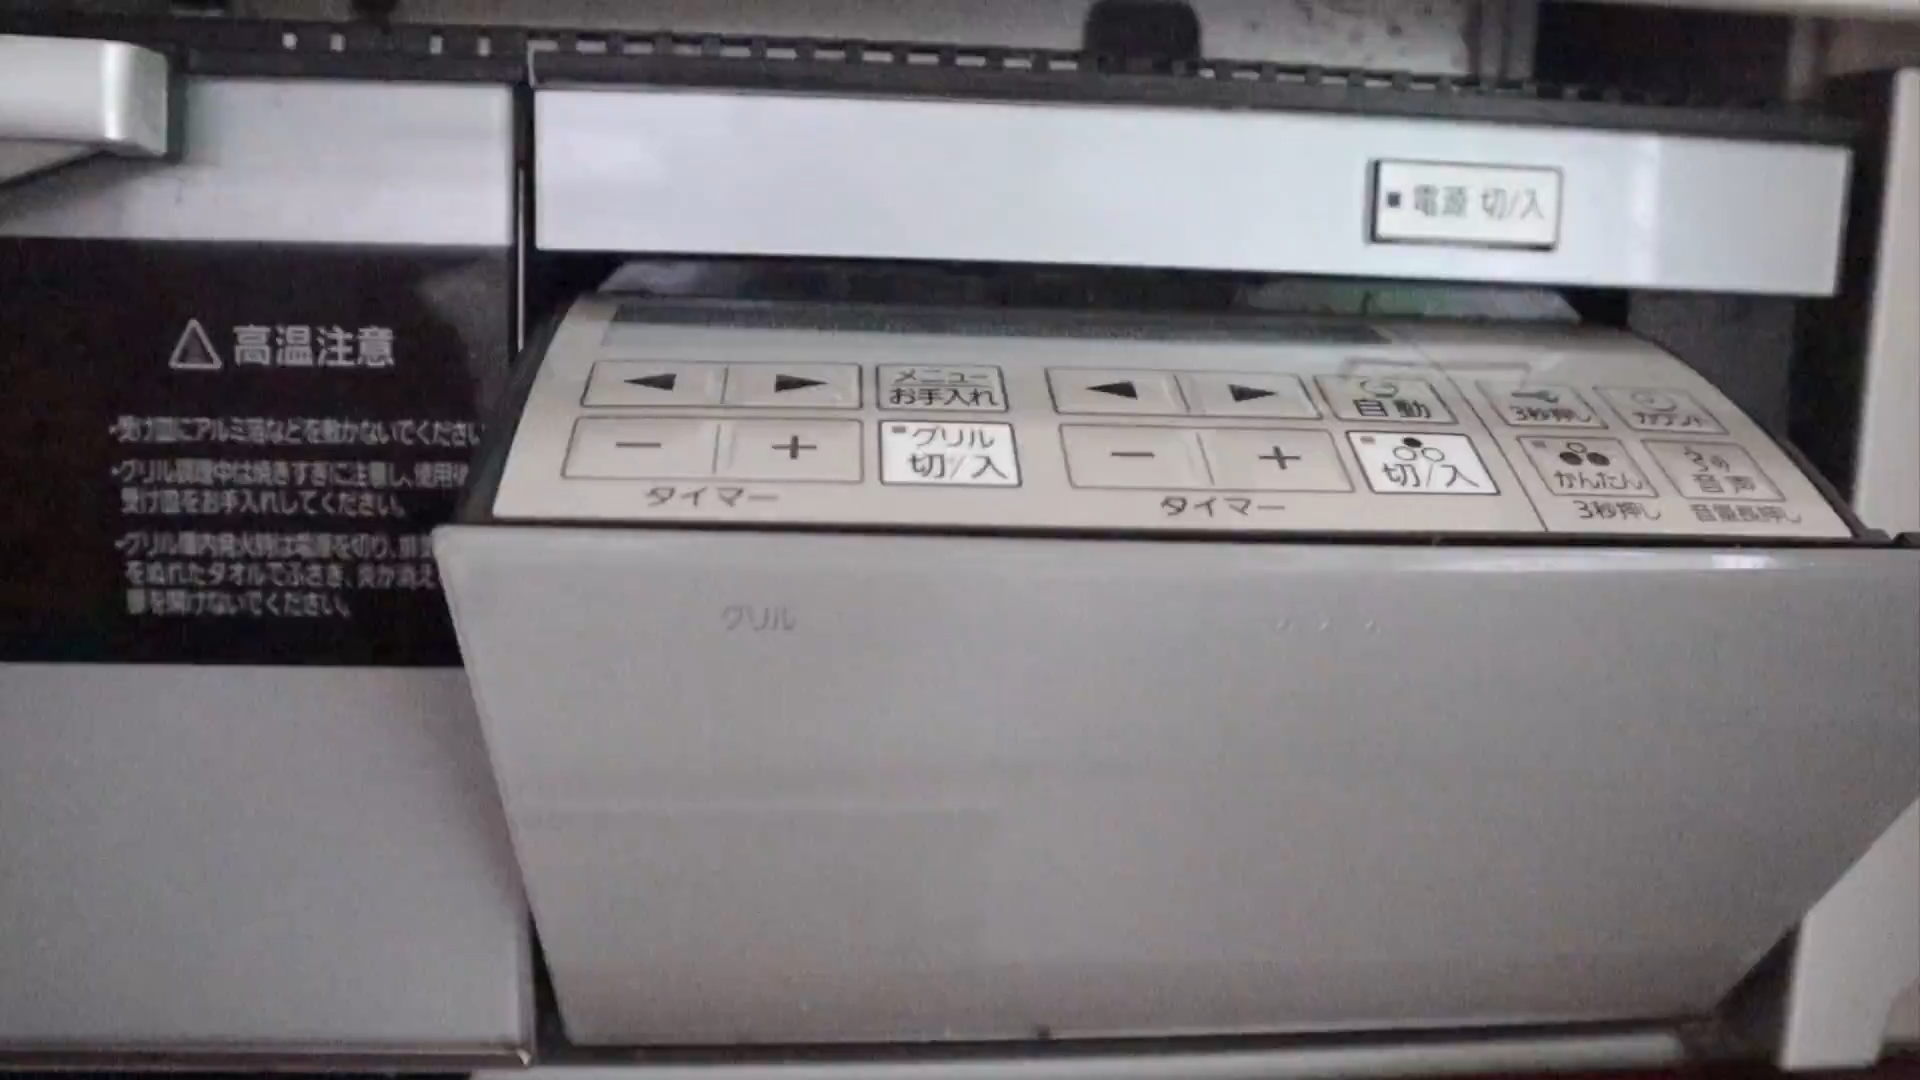 電源 切/入
高温注意
・受け皿にアルミ箔などを敷かないでください
・グリル調理中は焼きすぎに注意し、使用後
受け皿をお手入れしてください。
・グリル庫内発火時は電源を切り、排気
をぬれたタオルでふさぎ、炎が消え
扉を開けないでください。
◀ ▶ メニュー
お手入れ
− + グリル
切/入
タイマー
◀ ▶ 自動
− + 切/入
タイマー
3秒押し
かんたん
3秒押し
音声
音量長押し
グリル